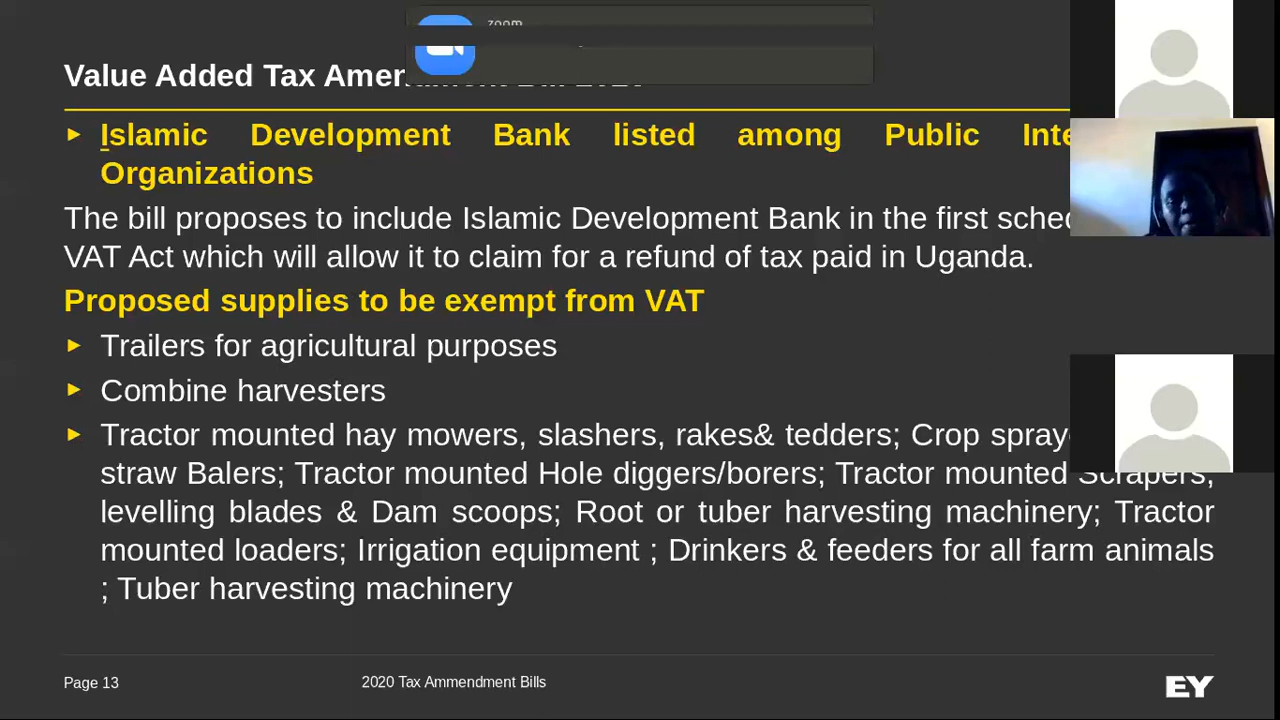 zoom
Value Added Tax Amendment Bill 2020
Islamic Development Bank listed among Public
Organizations
The bill proposes to include Islamic Development Bank in the first
VAT Act which will allow it to claim for a refund of tax paid in Uganda.
Proposed supplies to be exempt from VAT
Trailers for agricultural purposes
Combine harvesters
Tractor mounted hay mowers, slashers, rakes& tedders; Crop
straw Balers; Tractor mounted Hole diggers/borers; Tractor mounted Scrapers,
levelling blades & Dam scoops; Root or tuber harvesting machinery; Tractor
mounted loaders; Irrigation equipment ; Drinkers & feeders for all farm animals
; Tuber harvesting machinery
Page 13
2020 Tax Ammendment Bills
EY